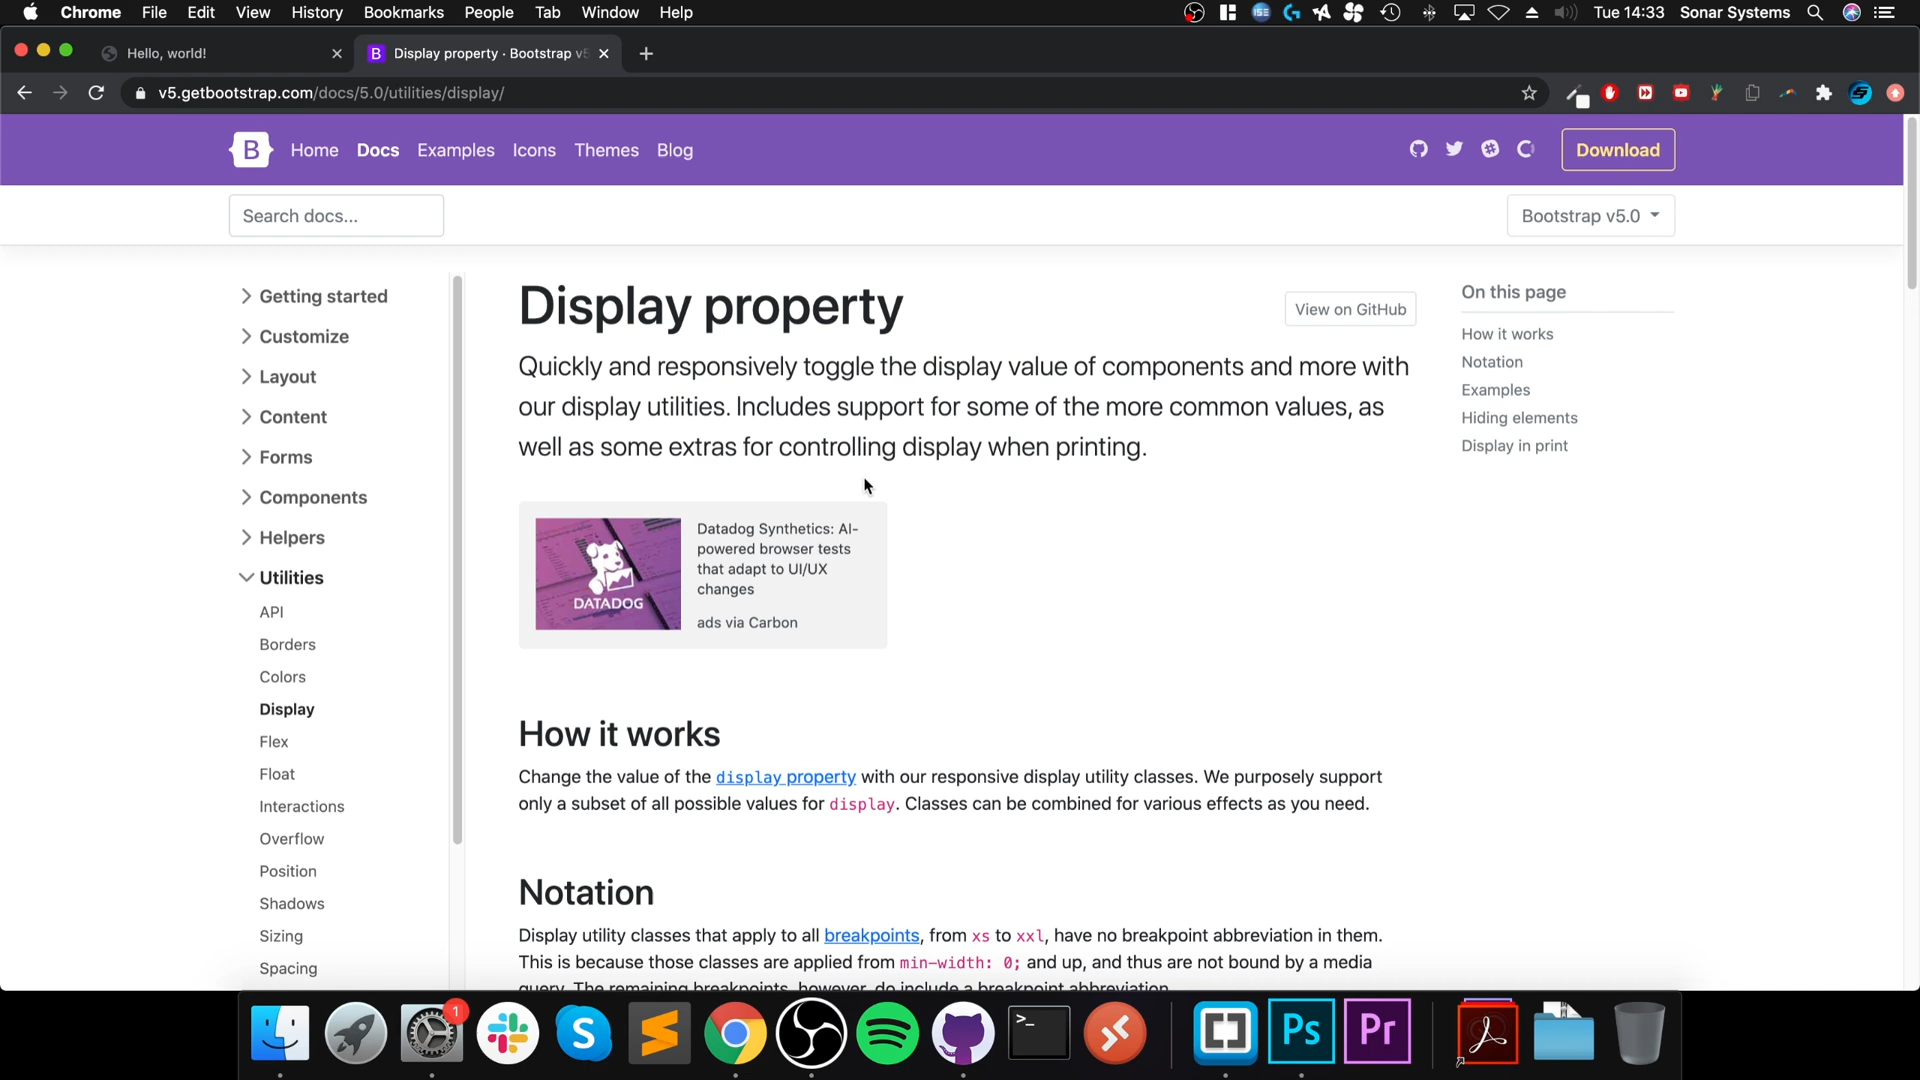 Chrome File Edit View History Bookmarks People Tab Window Help Tue 14:33 Sonar Systems
Hello, world!
Display property · Bootstrap v5
v5.getbootstrap.com/docs/5.0/utilities/display/
B Home Docs Examples Icons Themes Blog Download
Search docs...
Bootstrap v5.0
Getting started
Customize
Layout
Content
Forms
Components
Helpers
Utilities
API
Borders
Colors
Display
Flex
Float
Interactions
Overflow
Position
Shadows
Sizing
Spacing
Display property
View on GitHub
Quickly and responsively toggle the display value of components and more with
our display utilities. Includes support for some of the more common values, as
well as some extras for controlling display when printing.
DATADOG
Datadog Synthetics: AI-
powered browser tests
that adapt to UI/UX
changes
ads via Carbon
How it works
Change the value of the display property with our responsive display utility classes. We purposely support
only a subset of all possible values for display. Classes can be combined for various effects as you need.
Notation
Display utility classes that apply to all breakpoints, from xs to xxl, have no breakpoint abbreviation in them.
This is because those classes are applied from min-width: 0; and up, and thus are not bound by a media
query. The remaining breakpoints, however, do include a breakpoint abbreviation.
On this page
How it works
Notation
Examples
Hiding elements
Display in print
1
Ps
Pr